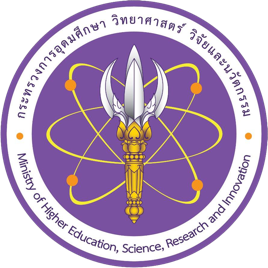 กระทรวงการอุดมศึกษา วิทยาศาสตร์ วิจัยและนวัตกรรม
Ministry of Higher Education, Science, Research and Innovation